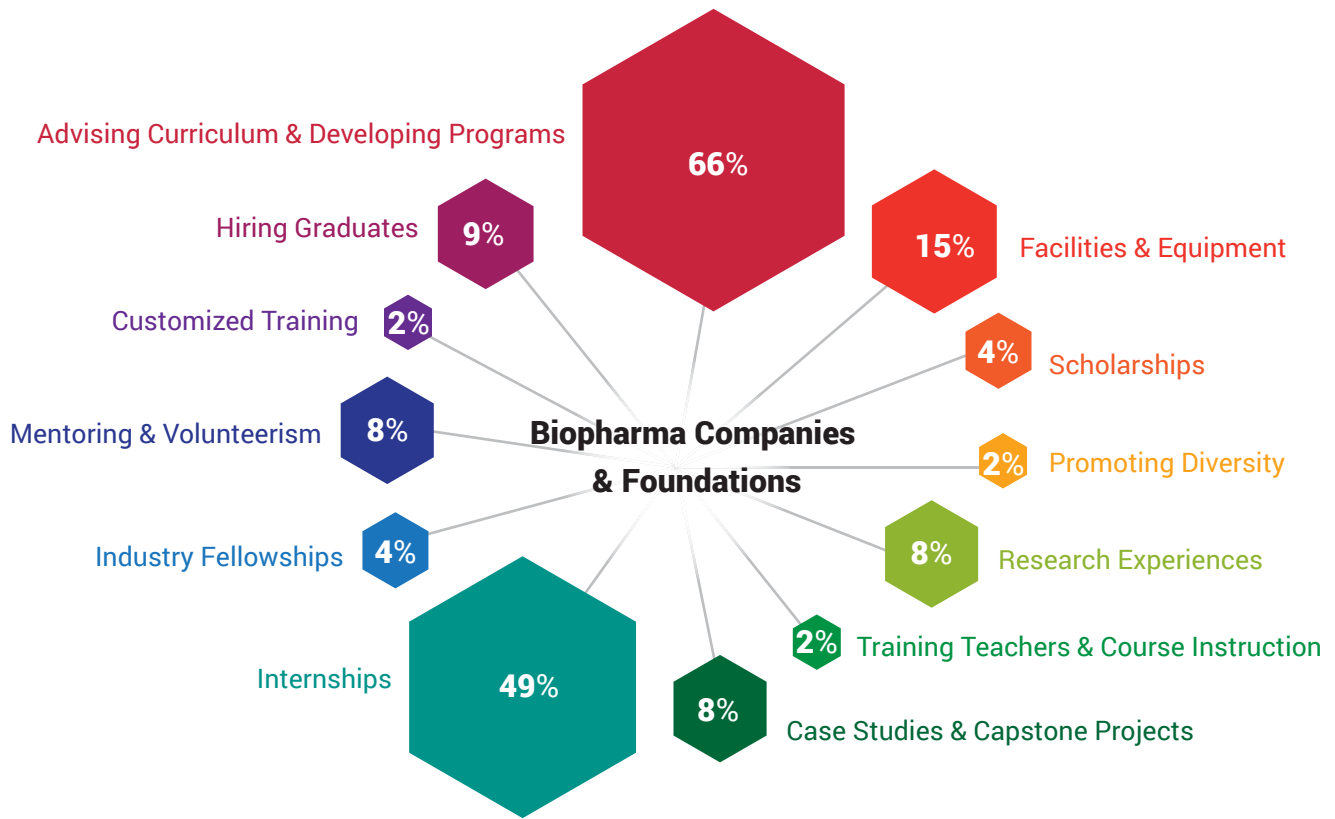 Advising Curriculum & Developing Programs
66%
Hiring Graduates
9%
15%
Facilities & Equipment
Customized Training
2%
4%
Scholarships
Mentoring & Volunteerism
8%
Biopharma Companies
& Foundations
2%
Promoting Diversity
Industry Fellowships
4%
8%
Research Experiences
2%
Training Teachers & Course Instruction
Internships
49%
8%
Case Studies & Capstone Projects